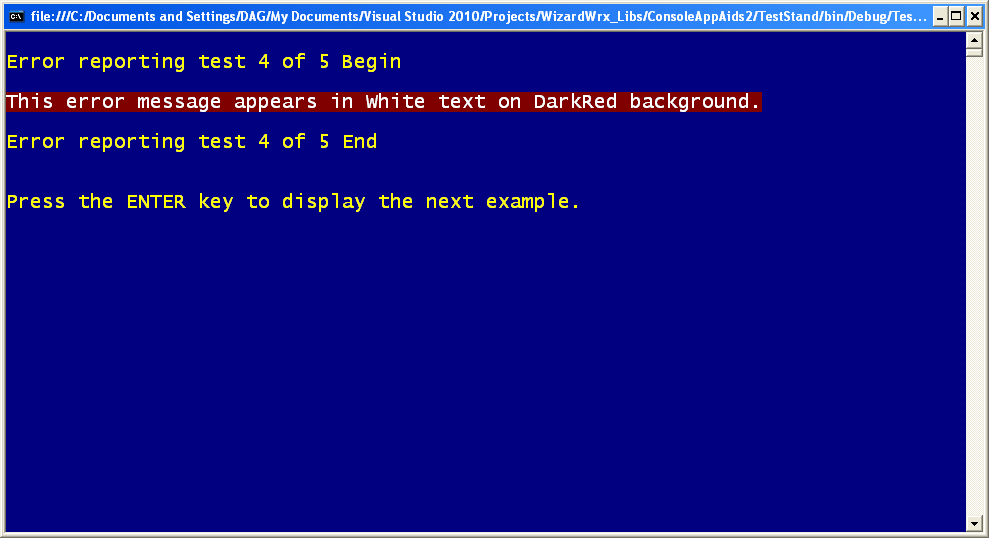 file:///C:/Documents and Settings/DAG/My Documents/Visual Studio 2010/Projects/WizardWrx_Libs/ConsoleAppAids2/TestStand/bin/Debug/Tes...
Error reporting test 4 of 5 Begin
This error message appears in White text on DarkRed background.
Error reporting test 4 of 5 End
Press the ENTER key to display the next example.